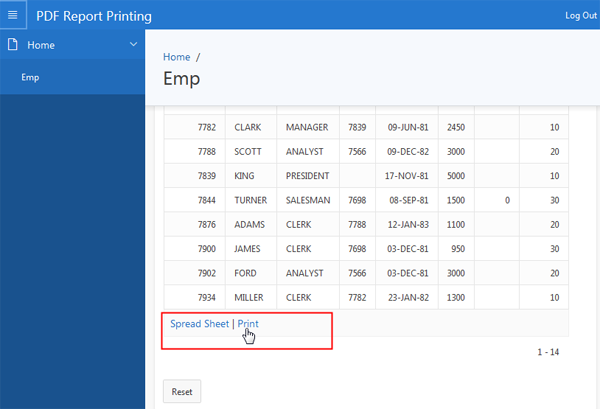 PDF Report Printing Log Out
Home
Emp
Home /
Emp
7782 CLARK MANAGER 7839 09-JUN-81 2450 10
7788 SCOTT ANALYST 7566 09-DEC-82 3000 20
7839 KING PRESIDENT 17-NOV-81 5000 10
7844 TURNER SALESMAN 7698 08-SEP-81 1500 0 30
7876 ADAMS CLERK 7788 12-JAN-83 1100 20
7900 JAMES CLERK 7698 03-DEC-81 950 30
7902 FORD ANALYST 7566 03-DEC-81 3000 20
7934 MILLER CLERK 7782 23-JAN-82 1300 10
Spread Sheet | Print
1 - 14
Reset